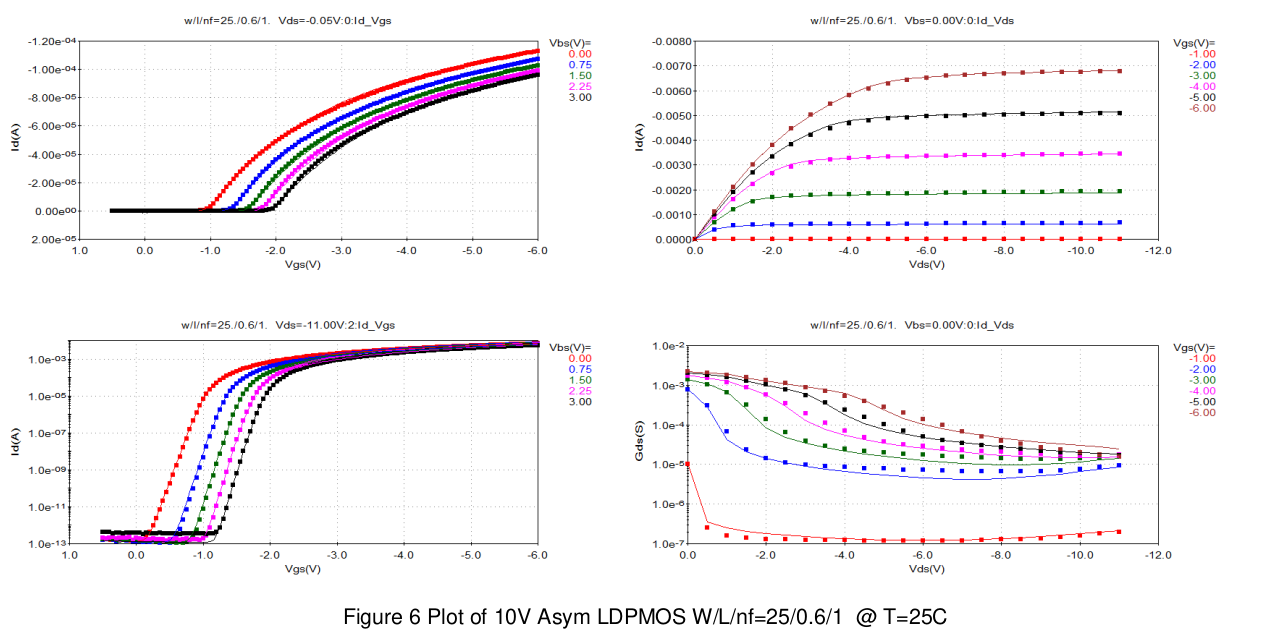 w/l/nf=25./0.6/1. Vds=-0.05V:0:Id_Vgs
-1.20e-04
-1.00e-04
-8.00e-05
-6.00e-05
-4.00e-05
-2.00e-05
0.00e+00
2.00e-05
Id(A)
1.0 0.0 -1.0 -2.0 -3.0 -4.0 -5.0 -6.0
Vgs(V)
Vbs(V)=
0.00
0.75
1.50
2.25
3.00
w/l/nf=25./0.6/1. Vbs=0.00V:0:Id_Vds
-0.0080
-0.0070
-0.0060
-0.0050
-0.0040
-0.0030
-0.0020
-0.0010
0.0000
Id(A)
0.0 -2.0 -4.0 -6.0 -8.0 -10.0 -12.0
Vds(V)
Vgs(V)=
-1.00
-2.00
-3.00
-4.00
-5.00
-6.00
w/l/nf=25./0.6/1. Vds=-11.00V:2:Id_Vgs
1.0e-03
1.0e-05
1.0e-07
1.0e-09
1.0e-11
1.0e-13
Id(A)
1.0 0.0 -1.0 -2.0 -3.0 -4.0 -5.0 -6.0
Vgs(V)
Vbs(V)=
0.00
0.75
1.50
2.25
3.00
w/l/nf=25./0.6/1. Vbs=0.00V:0:Id_Vds
1.0e-2
1.0e-3
1.0e-4
1.0e-5
1.0e-6
1.0e-7
Gds(S)
0.0 -2.0 -4.0 -6.0 -8.0 -10.0 -12.0
Vds(V)
Vgs(V)=
-1.00
-2.00
-3.00
-4.00
-5.00
-6.00
Figure 6 Plot of 10V Asym LDPMOS W/L/nf=25/0.6/1 @ T=25C